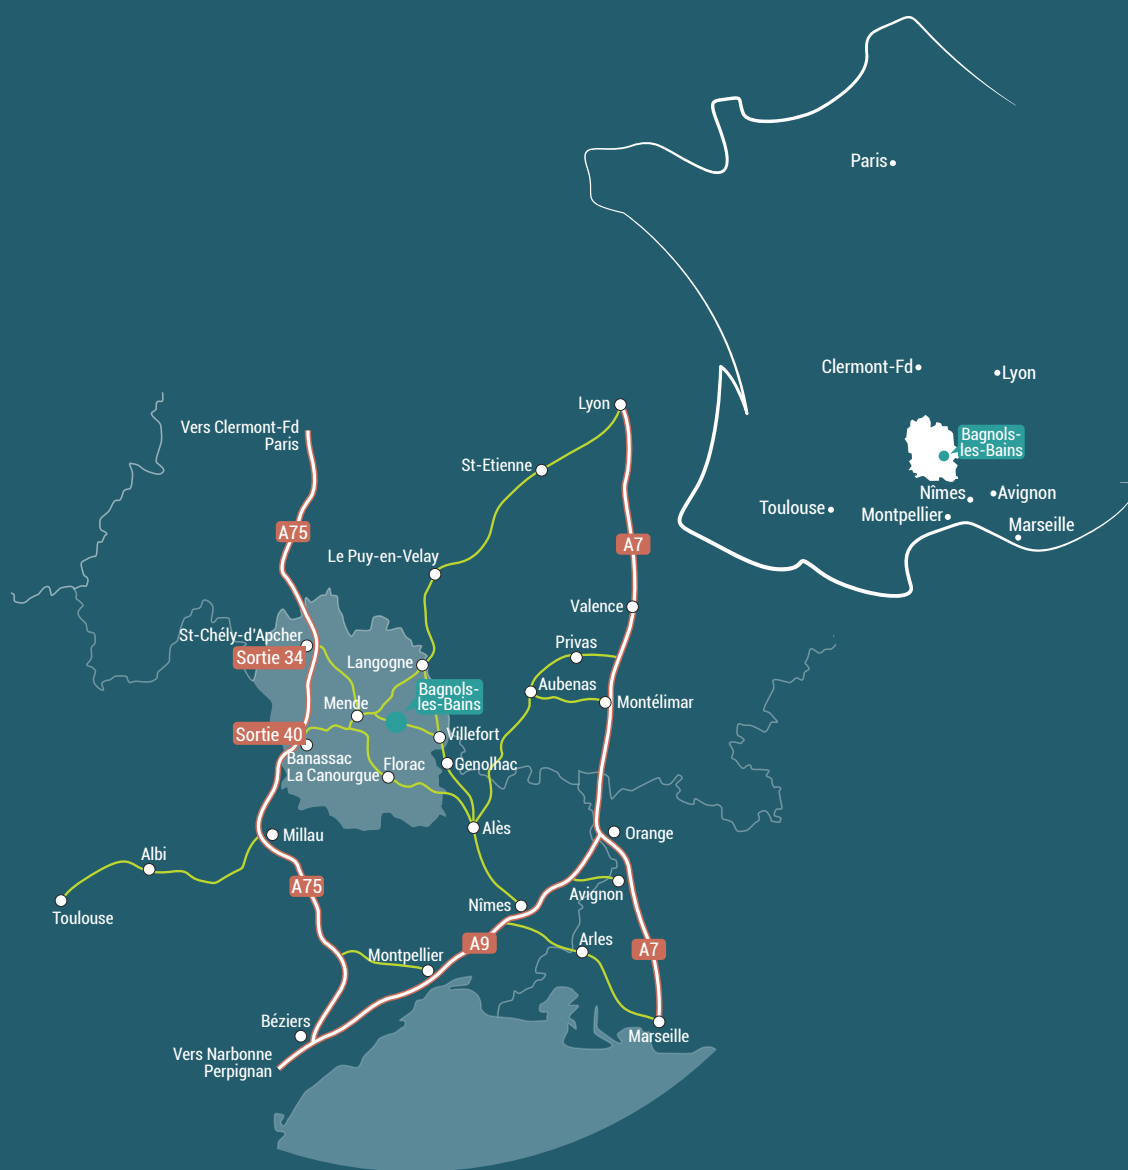 Paris
Clermont-Fd
Lyon
Bagnols-
les-Bains
Nîmes
Avignon
Toulouse
Montpellier
Marseille
Vers Clermont-Fd
Paris
Lyon
St-Etienne
A75
A7
Le Puy-en-Velay
Valence
St-Chély-d'Apcher
Sortie 34
Privas
Langogne
Aubenas
Bagnols-
les-Bains
Mende
Montélimar
Sortie 40
Villefort
Banassac
La Canourgue
Florac
Genolhac
Millau
Alès
Orange
Albi
Toulouse
A75
Avignon
Nîmes
Montpellier
A9
Arles
A7
Béziers
Marseille
Vers Narbonne
Perpignan